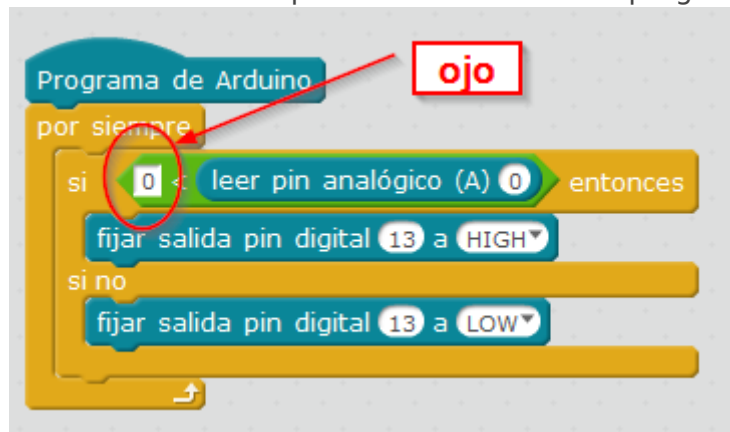 ojo
Programa de Arduino
por siempre
si 0 < leer pin analógico (A) 0 entonces
fijar salida pin digital 13 a HIGH
si no
fijar salida pin digital 13 a LOW